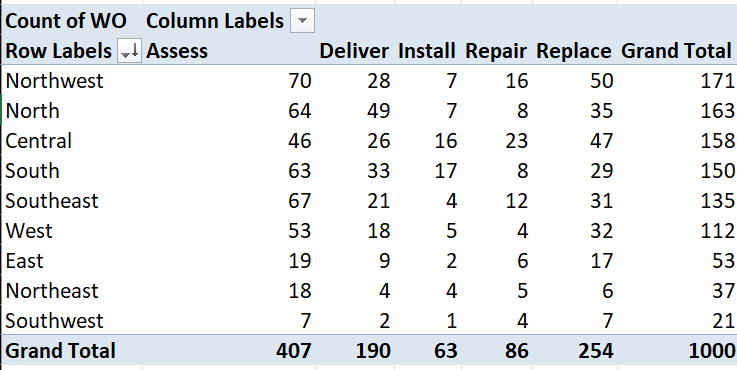 Count of WO Column Labels
Row Labels Assess Deliver Install Repair Replace Grand Total
Northwest 70 28 7 16 50 171
North 64 49 7 8 35 163
Central 46 26 16 23 47 158
South 63 33 17 8 29 150
Southeast 67 21 4 12 31 135
West 53 18 5 4 32 112
East 19 9 2 6 17 53
Northeast 18 4 4 5 6 37
Southwest 7 2 1 4 7 21
Grand Total 407 190 63 86 254 1000